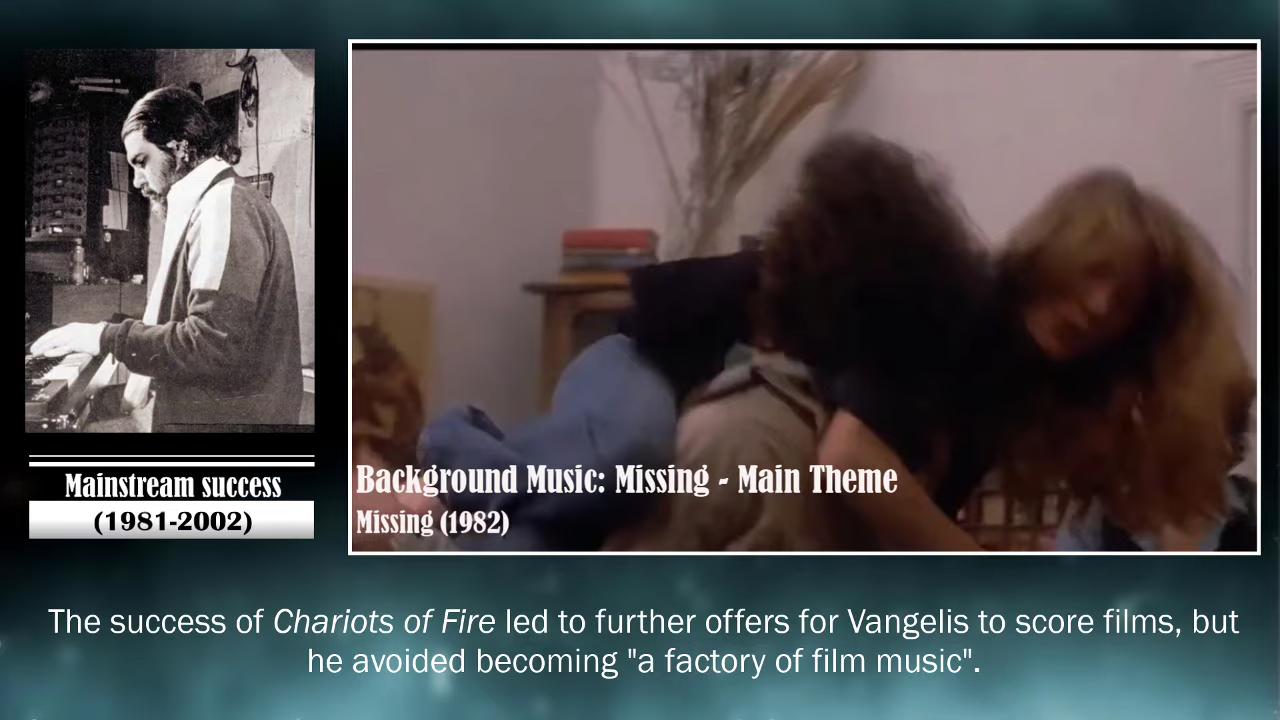 Mainstream success
(1981-2002)
Background Music: Missing - Main Theme
Missing (1982)
The success of Chariots of Fire led to further offers for Vangelis to score films, but
he avoided becoming "a factory of film music".